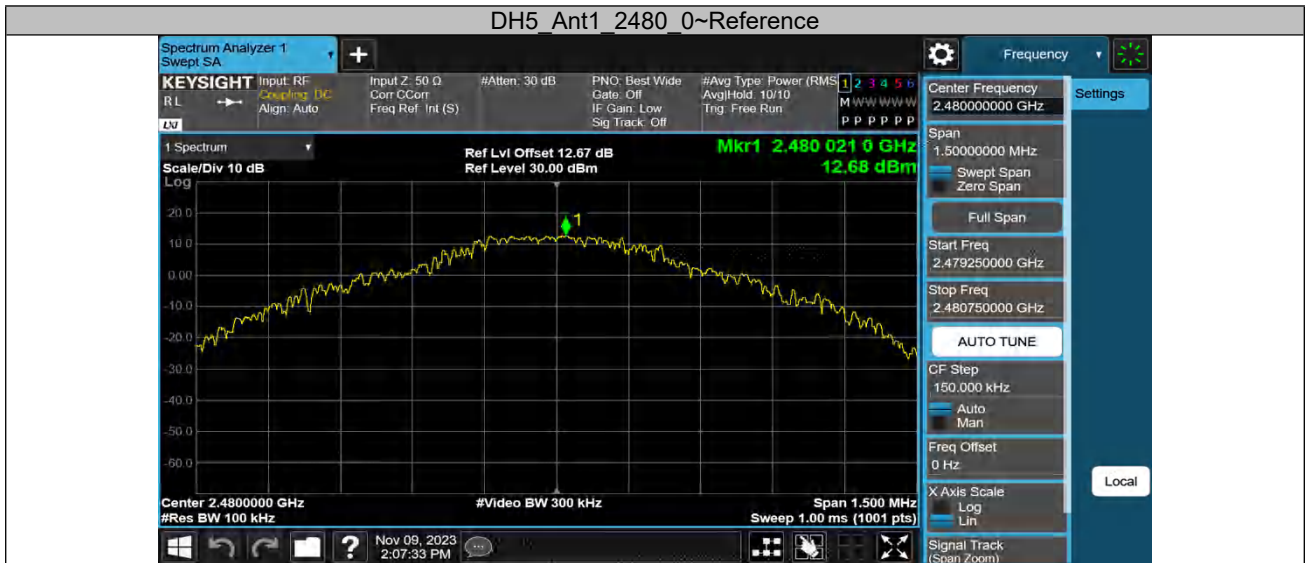 DH5_Ant1_2480_0~Reference
Spectrum Analyzer 1
Swept SA
KEYSIGHT
RL
LXI
Input: RF
Coupling: DC
Align: Auto
Input Z: 50 Ω
Corr CCorr
Freq Ref: Int (S)
#Atten: 30 dB
PNO: Best Wide
Gate: Off
IF Gain: Low
Sig Track: Off
#Avg Type: Power (RMS
Avg|Hold: 10/10
Trig: Free Run
1 2 3 4 5 6
M W W W W W
P P P P P P
1 Spectrum
Scale/Div 10 dB
Log
Ref Lvl Offset 12.67 dB
Ref Level 30.00 dBm
Mkr1 2.480 021 0 GHz
12.68 dBm
1
20.0
10.0
0.00
-10.0
-20.0
-30.0
-40.0
-50.0
-60.0
Center 2.4800000 GHz
#Res BW 100 kHz
#Video BW 300 kHz
Span 1.500 MHz
Sweep 1.00 ms (1001 pts)
?
Nov 09, 2023
2:07:33 PM
Frequency
Settings
Center Frequency
2.480000000 GHz
Span
1.50000000 MHz
Swept Span
Zero Span
Full Span
Start Freq
2.479250000 GHz
Stop Freq
2.480750000 GHz
AUTO TUNE
CF Step
150.000 kHz
Auto
Man
Freq Offset
0 Hz
X Axis Scale
Log
Lin
Signal Track
(Span Zoom)
Local